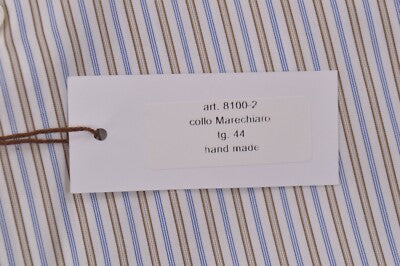 art. 8100-2
collo Marechiaro
tg. 44
hand made